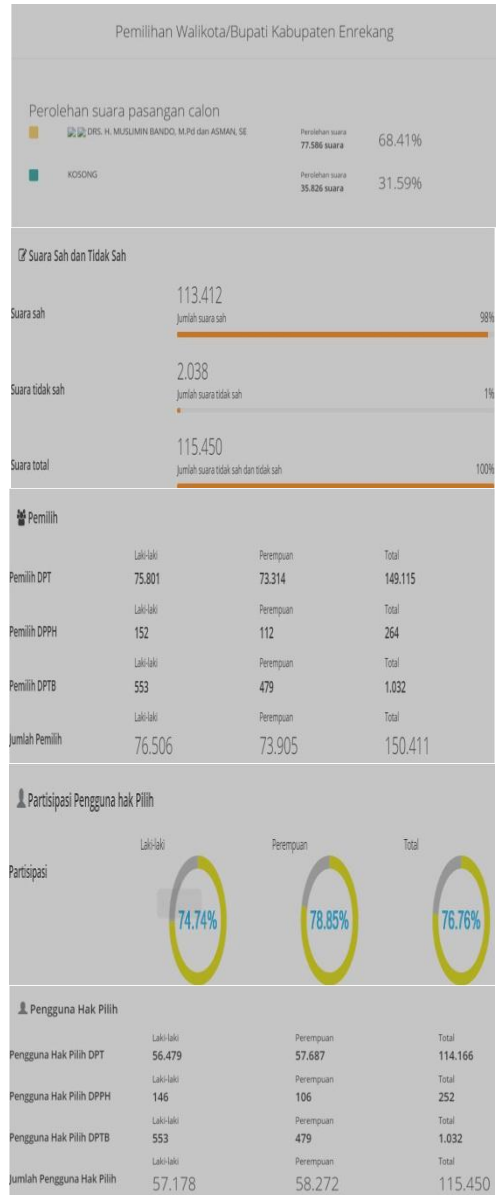 Pemilihan Walikota/Bupati Kabupaten Enrekang
Perolehan suara pasangan calon
DRS. H. MUSLIMIN BANDO, M.Pd dan ASMAN, SE
Perolehan suara
77.586 suara
68.41%
KOSONG
Perolehan suara
35.826 suara
31.59%
Suara Sah dan Tidak Sah
Suara sah
113.412
Jumlah suara sah
98%
Suara tidak sah
2.038
Jumlah suara tidak sah
1%
Suara total
115.450
Jumlah suara tidak sah dan tidak sah
100%
Pemilih
Laki-laki Perempuan Total
Pemilih DPT 75.801 73.314 149.115
Laki-laki Perempuan Total
Pemilih DPPH 152 112 264
Laki-laki Perempuan Total
Pemilih DPTB 553 479 1.032
Laki-laki Perempuan Total
Jumlah Pemilih 76.506 73.905 150.411
Partisipasi Pengguna hak Pilih
Laki-laki Perempuan Total
Partisipasi
74.74% 78.85% 76.76%
Pengguna Hak Pilih
Laki-laki Perempuan Total
Pengguna Hak Pilih DPT 56.479 57.687 114.166
Laki-laki Perempuan Total
Pengguna Hak Pilih DPPH 146 106 252
Laki-laki Perempuan Total
Pengguna Hak Pilih DPTB 553 479 1.032
Laki-laki Perempuan Total
Jumlah Pengguna Hak Pilih 57.178 58.272 115.450